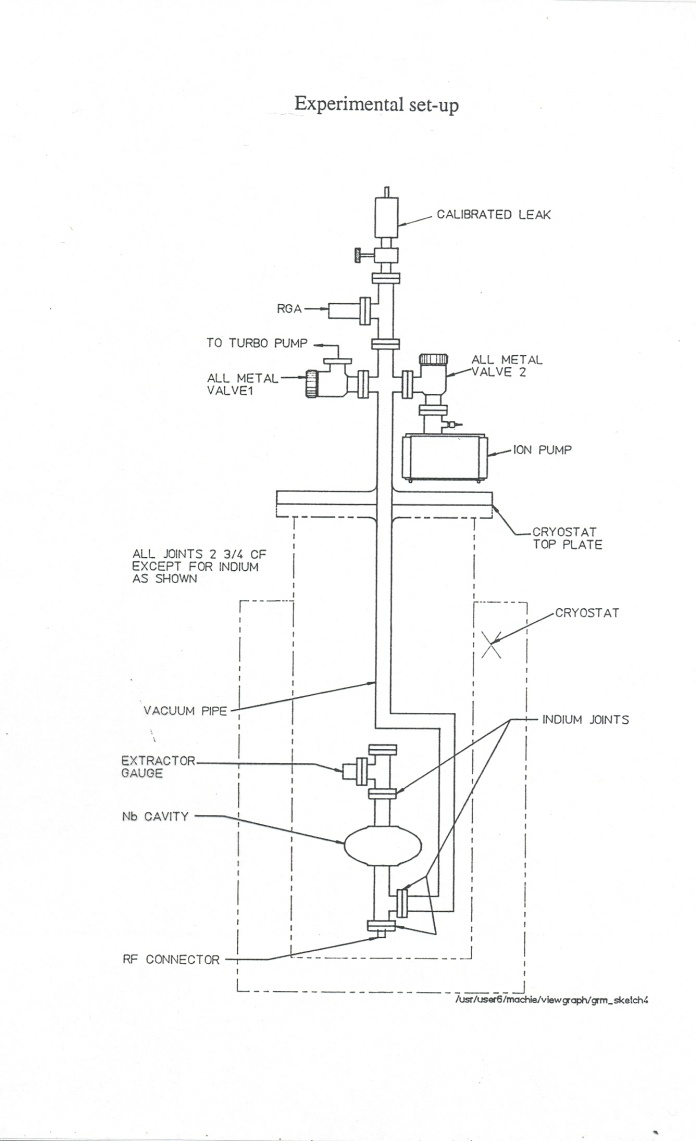 Experimental set-up
CALIBRATED LEAK
RGA
TO TURBO PUMP
ALL METAL
VALVE1
ALL METAL
VALVE 2
ION PUMP
CRYOSTAT
TOP PLATE
ALL JOINTS 2 3/4 CF
EXCEPT FOR INDIUM
AS SHOWN
CRYOSTAT
VACUUM PIPE
INDIUM JOINTS
EXTRACTOR
GAUGE
Nb CAVITY
RF CONNECTOR
/usr/user6/machie/viewgraph/grm_sketch4